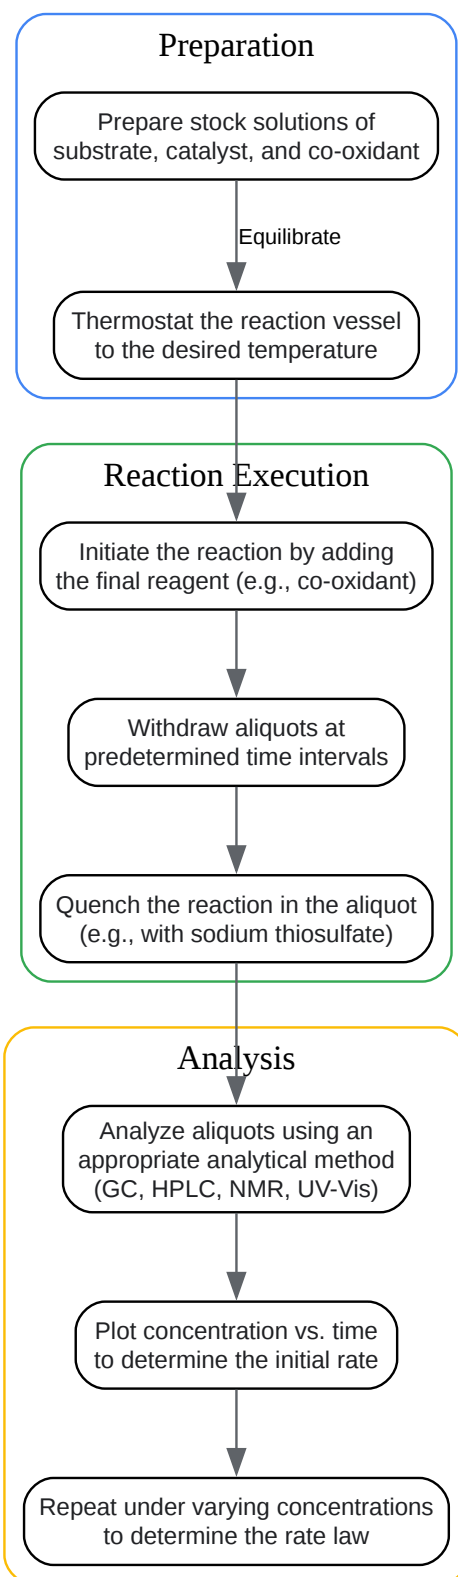 Preparation
Prepare stock solutions of
substrate, catalyst, and co-oxidant
Equilibrate
Thermostat the reaction vessel
to the desired temperature
Reaction Execution
Initiate the reaction by adding
the final reagent (e.g., co-oxidant)
Withdraw aliquots at
predetermined time intervals
Quench the reaction in the aliquot
(e.g., with sodium thiosulfate)
Analysis
Analyze aliquots using an
appropriate analytical method
(GC, HPLC, NMR, UV-Vis)
Plot concentration vs. time
to determine the initial rate
Repeat under varying concentrations
to determine the rate law